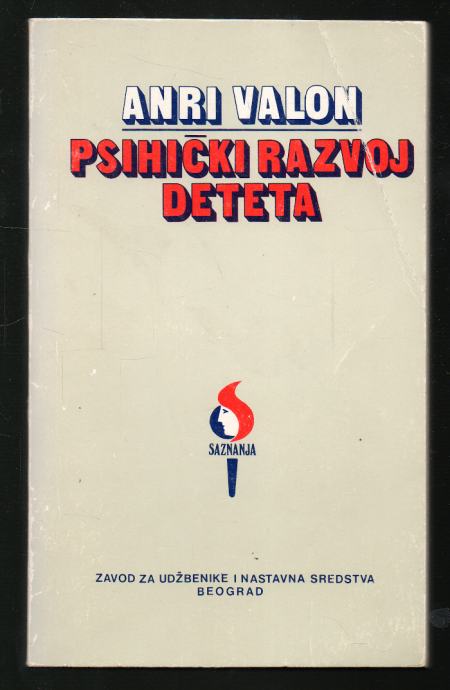 ANRI VALON
PSIHIČKI RAZVOJ
DETETA
SAZNANJA
ZAVOD ZA UDŽBENIKE I NASTAVNA SREDSTVA
BEOGRAD